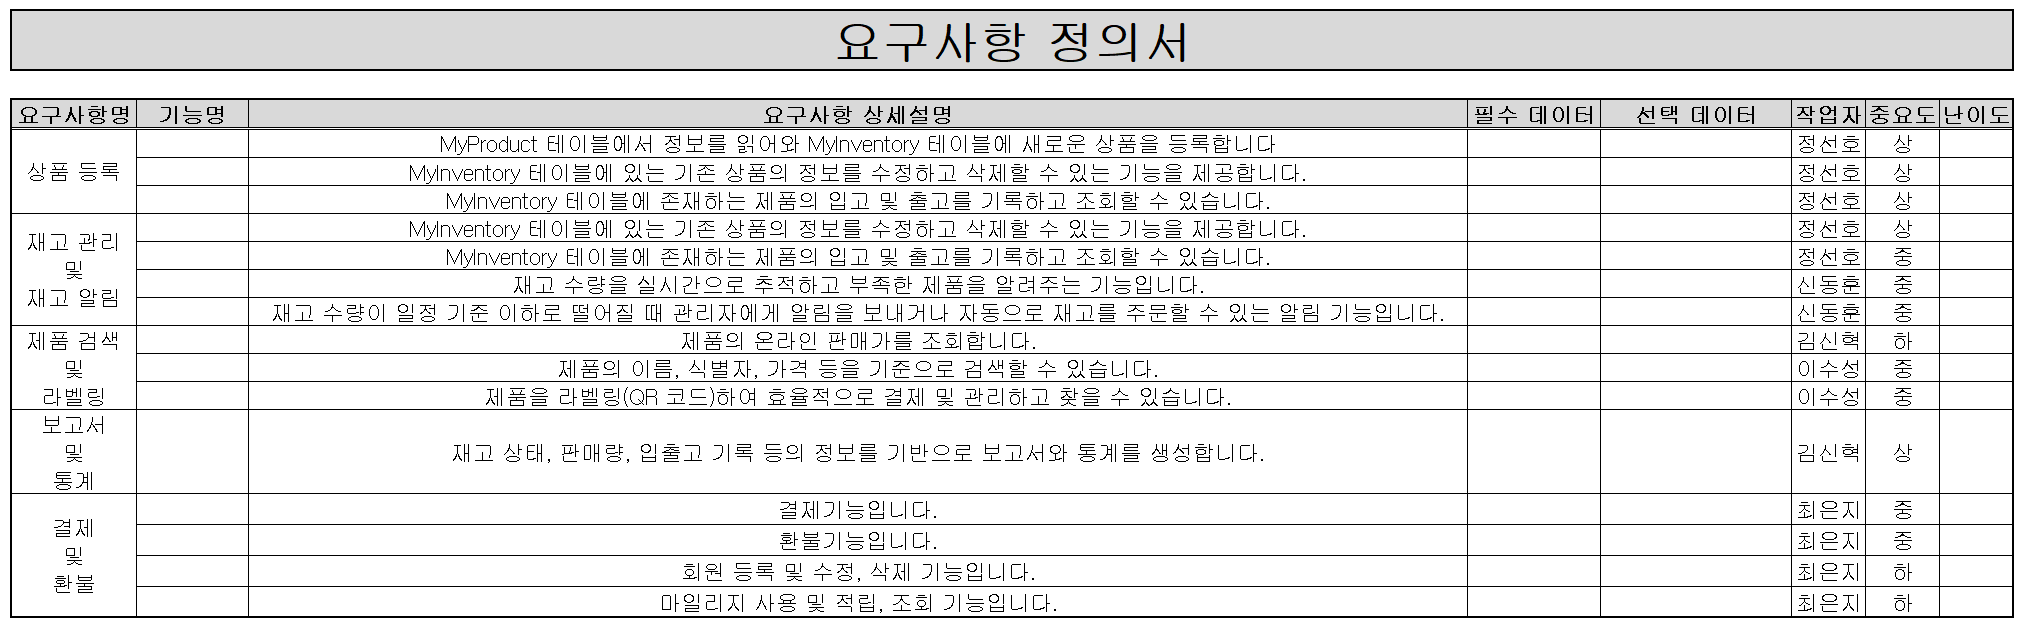 요구사항 정의서
요구사항명 기능명 요구사항 상세설명 필수 데이터 선택 데이터 작업자 중요도 난이도
상품 등록
MyProduct 테이블에서 정보를 읽어와 MyInventory 테이블에 새로운 상품을 등록합니다 정선호 상
MyInventory 테이블에 있는 기존 상품의 정보를 수정하고 삭제할 수 있는 기능을 제공합니다. 정선호 상
MyInventory 테이블에 존재하는 제품의 입고 및 출고를 기록하고 조회할 수 있습니다. 정선호 상
재고 관리
및
재고 알림
MyInventory 테이블에 있는 기존 상품의 정보를 수정하고 삭제할 수 있는 기능을 제공합니다. 정선호 상
MyInventory 테이블에 존재하는 제품의 입고 및 출고를 기록하고 조회할 수 있습니다. 정선호 중
재고 수량을 실시간으로 추적하고 부족한 제품을 알려주는 기능입니다. 신동훈 중
재고 수량이 일정 기준 이하로 떨어질 때 관리자에게 알림을 보내거나 자동으로 재고를 주문할 수 있는 알림 기능입니다. 신동훈 중
제품 검색
및
라벨링
제품의 온라인 판매가를 조회합니다. 김신혁 하
제품의 이름, 식별자, 가격 등을 기준으로 검색할 수 있습니다. 이수성 중
제품을 라벨링(QR 코드)하여 효율적으로 결제 및 관리하고 찾을 수 있습니다. 이수성 중
보고서
및
통계
재고 상태, 판매량, 입출고 기록 등의 정보를 기반으로 보고서와 통계를 생성합니다. 김신혁 상
결제
및
환불
결제기능입니다. 최은지 중
환불기능입니다. 최은지 중
회원 등록 및 수정, 삭제 기능입니다. 최은지 하
마일리지 사용 및 적립, 조회 기능입니다. 최은지 하